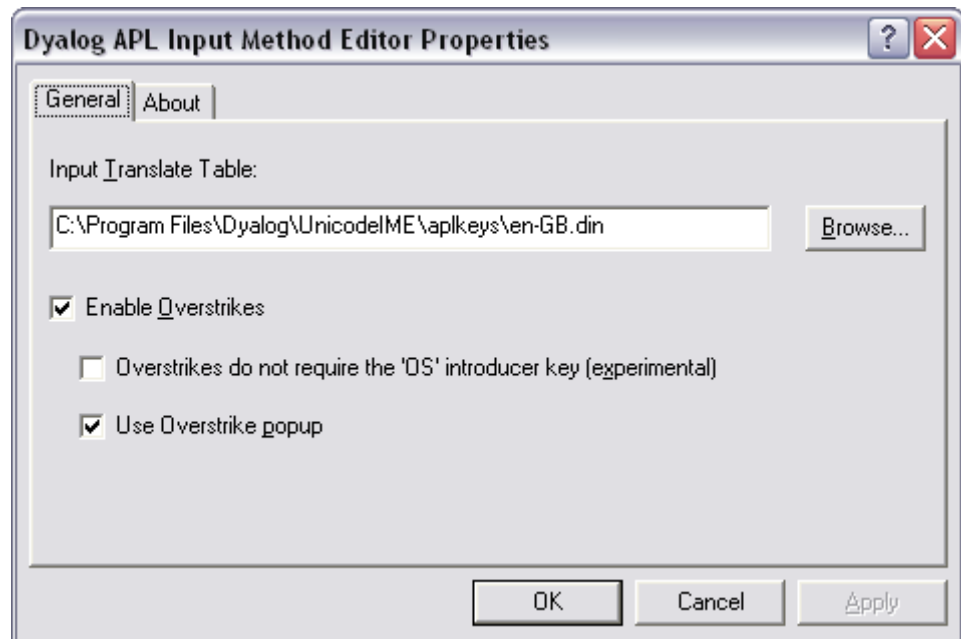 Dyalog APL Input Method Editor Properties
General About
Input Translate Table:
C:\Program Files\Dyalog\UnicodeIME\aplkeys\en-GB.din Browse...
Enable Overstrikes
Overstrikes do not require the 'OS' introducer key (experimental)
Use Overstrike popup
OK Cancel Apply